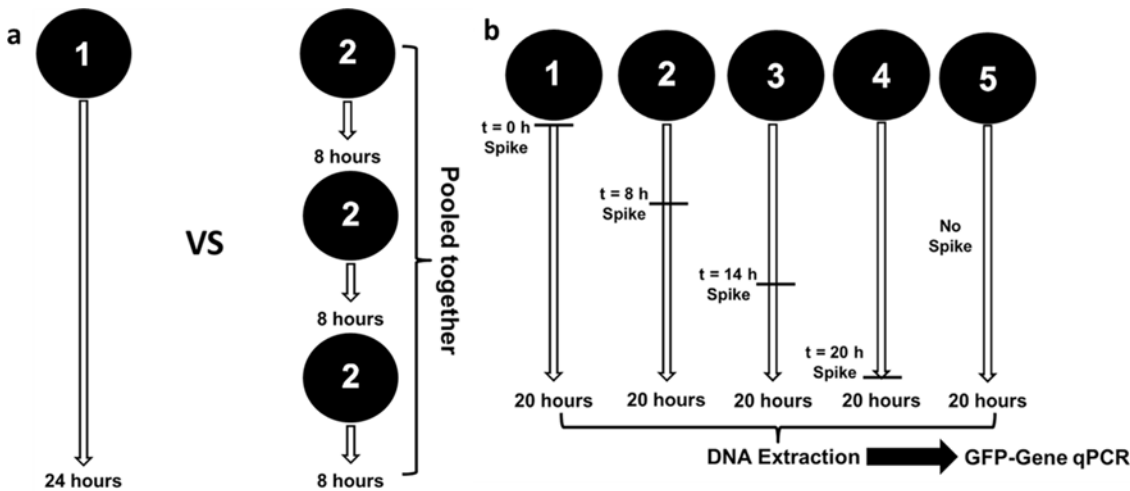 a
1
24 hours
VS
2
8 hours
2
8 hours
2
8 hours
Pooled together
b
1
2
3
4
5
t = 0 h
Spike
t = 8 h
Spike
t = 14 h
Spike
t = 20 h
Spike
No
Spike
20 hours
20 hours
20 hours
20 hours
20 hours
DNA Extraction
GFP-Gene qPCR